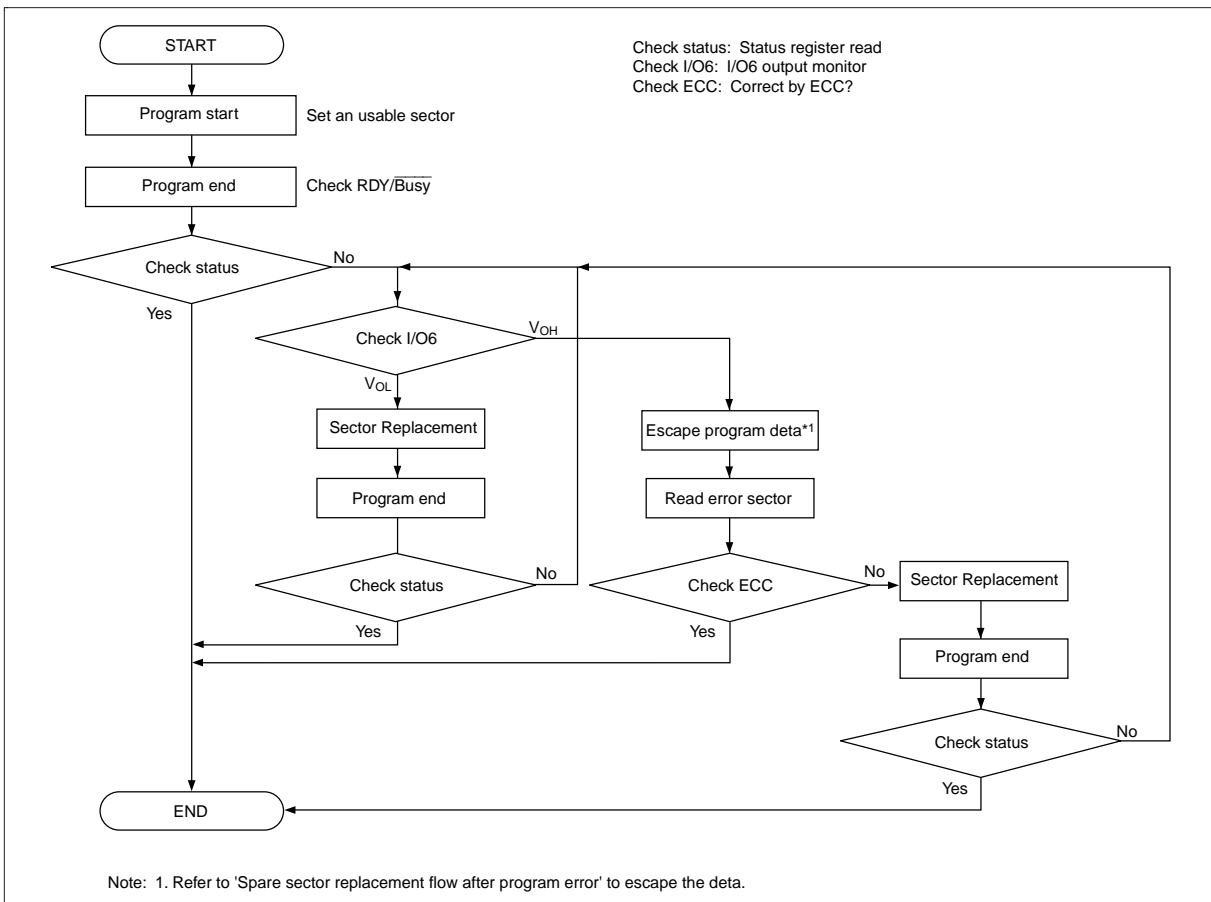 START
Check status: Status register read
Check I/O6: I/O6 output monitor
Check ECC: Correct by ECC?
Program start
Set an usable sector
Program end
Check RDY/Busy
Check status
No
Yes
Check I/O6
VOH
VOL
Sector Replacement
Escape program deta*1
Program end
Read error sector
Check status
No
Yes
Check ECC
No
Yes
Sector Replacement
Program end
Check status
No
Yes
END
Note: 1. Refer to 'Spare sector replacement flow after program error' to escape the deta.